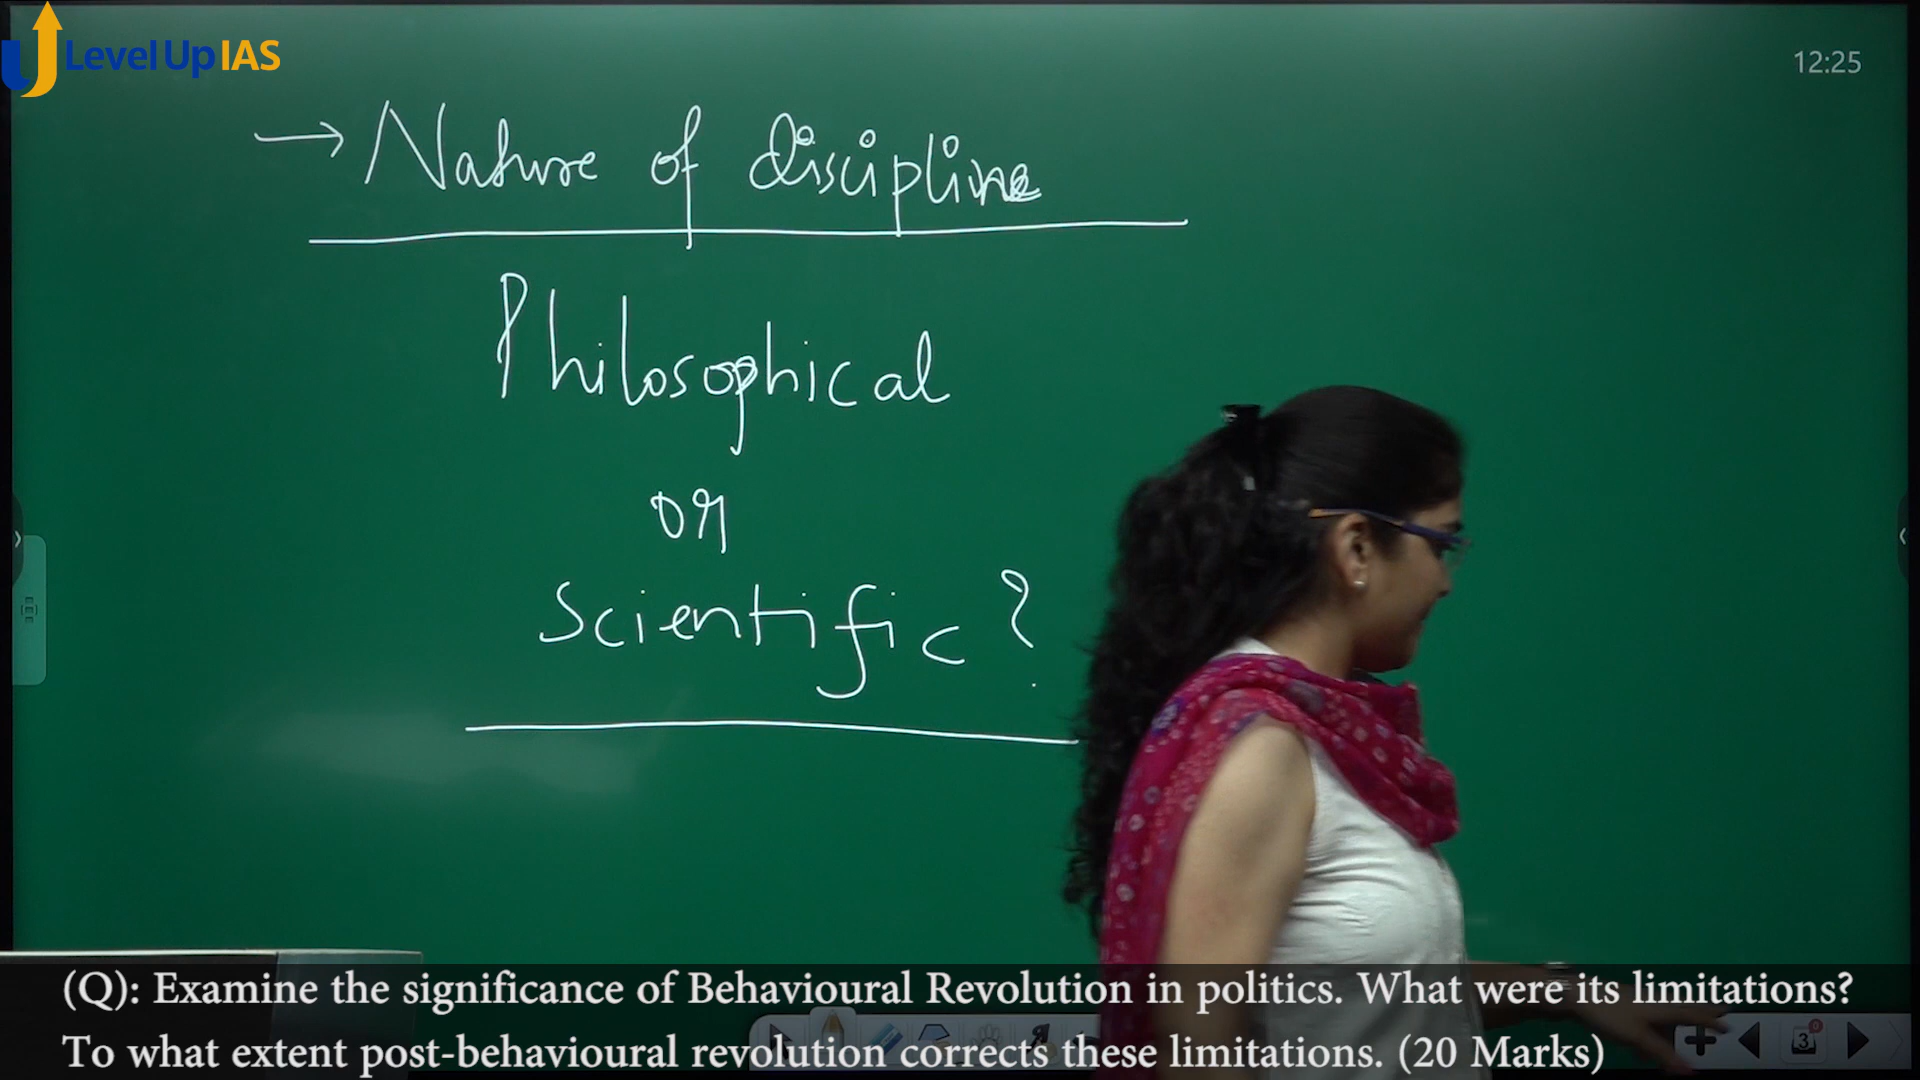 Level Up IAS
12:25
→ Nature of discipline
Philosophical
or
Scientific?
(Q): Examine the significance of Behavioural Revolution in politics. What were its limitations?
To what extent post-behavioural revolution corrects these limitations. (20 Marks)
3